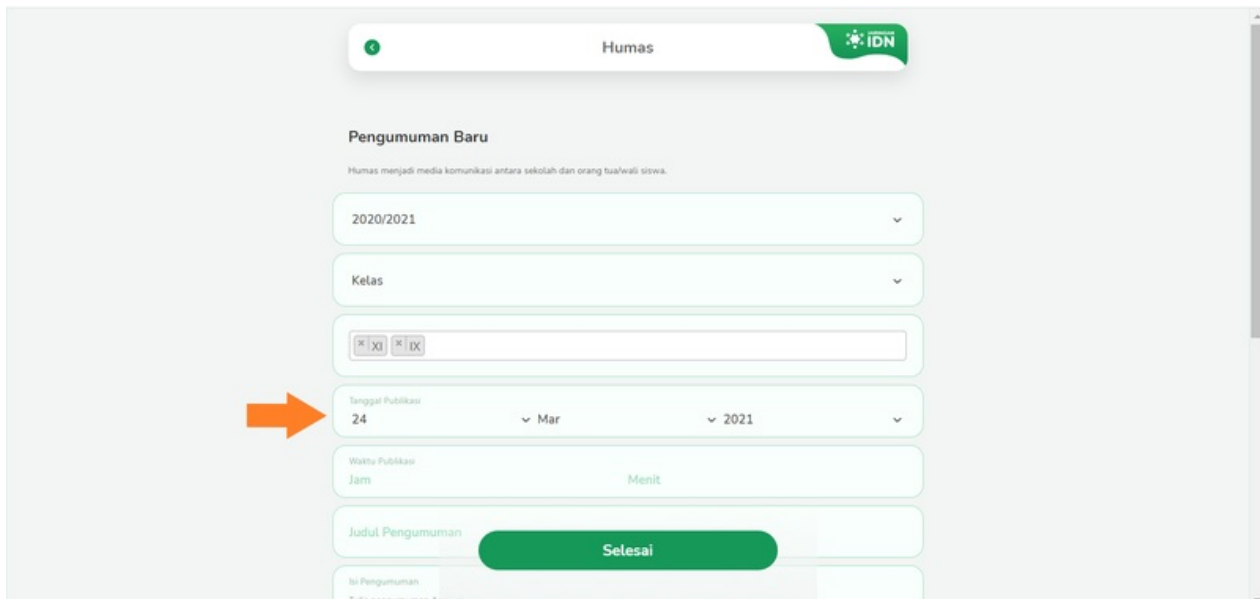 Humas
IDN
Pengumuman Baru
Humas menjadi media komunikasi antara sekolah dan orang tua/wali siswa.
2020/2021
Kelas
× XI × IX
Tanggal Publikasi
24 Mar 2021
Waktu Publikasi
Jam Menit
Judul Pengumuman
Selesai
Isi Pengumuman